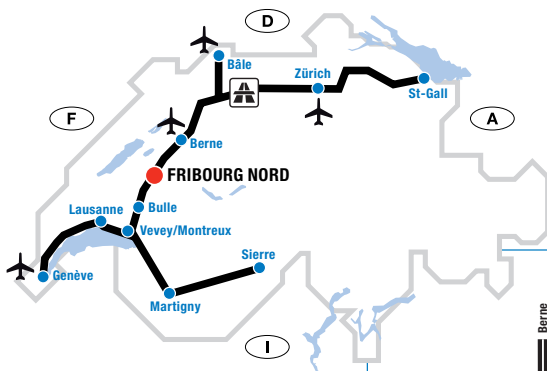 D
Bâle
Zürich
St-Gall
F
A
Berne
FRIBOURG NORD
Bulle
Lausanne
Vevey/Montreux
Sierre
Genève
Martigny
I
Berne